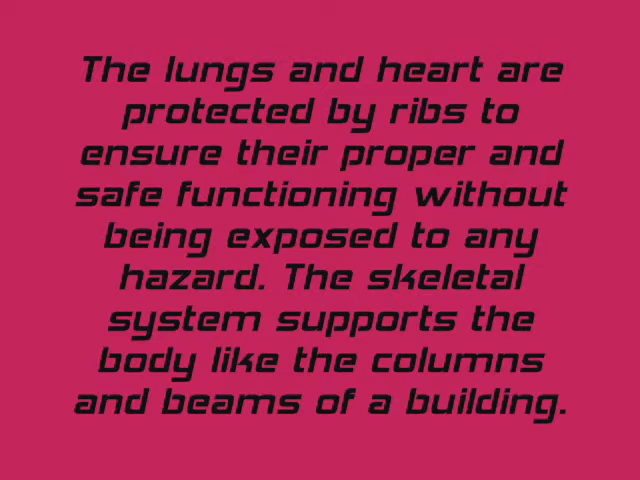 The lungs and heart are
protected by ribs to
ensure their proper and
safe functioning without
being exposed to any
hazard. The skeletal
system supports the
body like the columns
and beams of a building.